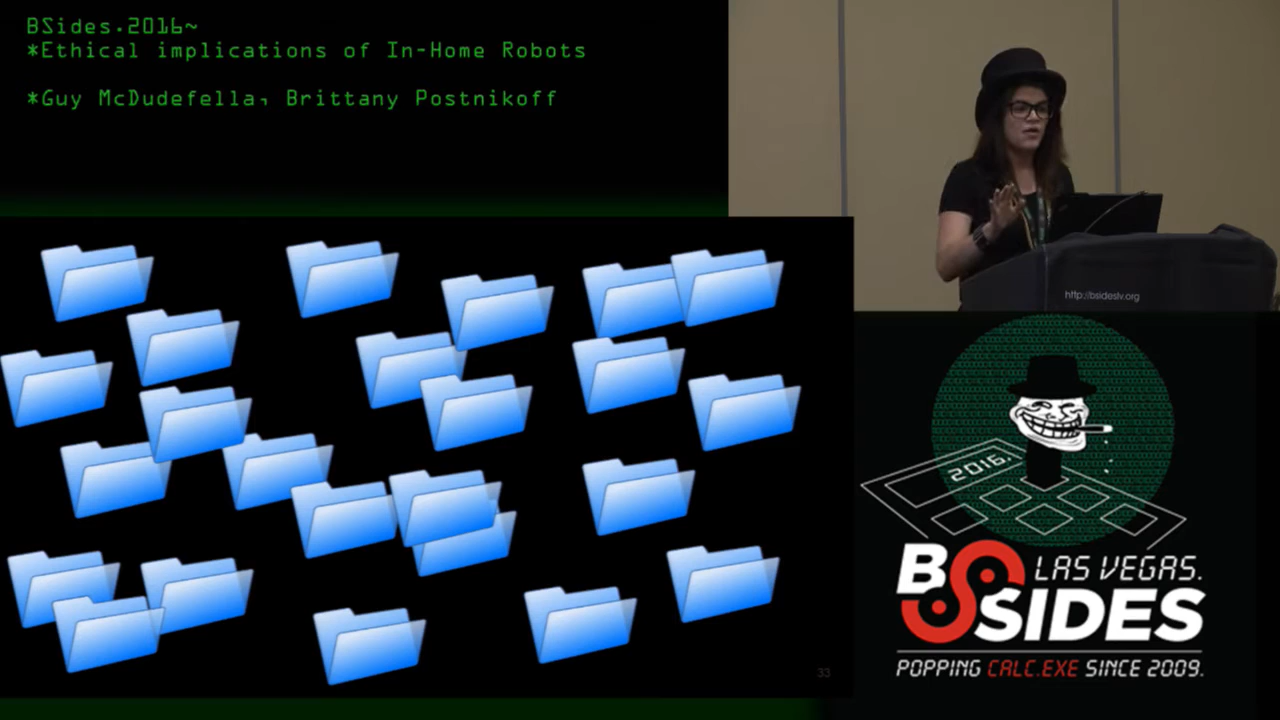 BSides.2016~
*Ethical implications of In-Home Robots
*Guy McDudefella, Brittany Postnikoff
http://bsideslv.org
2016.
BSIDES
LAS VEGAS.
POPPING CALC.EXE SINCE 2009.
33